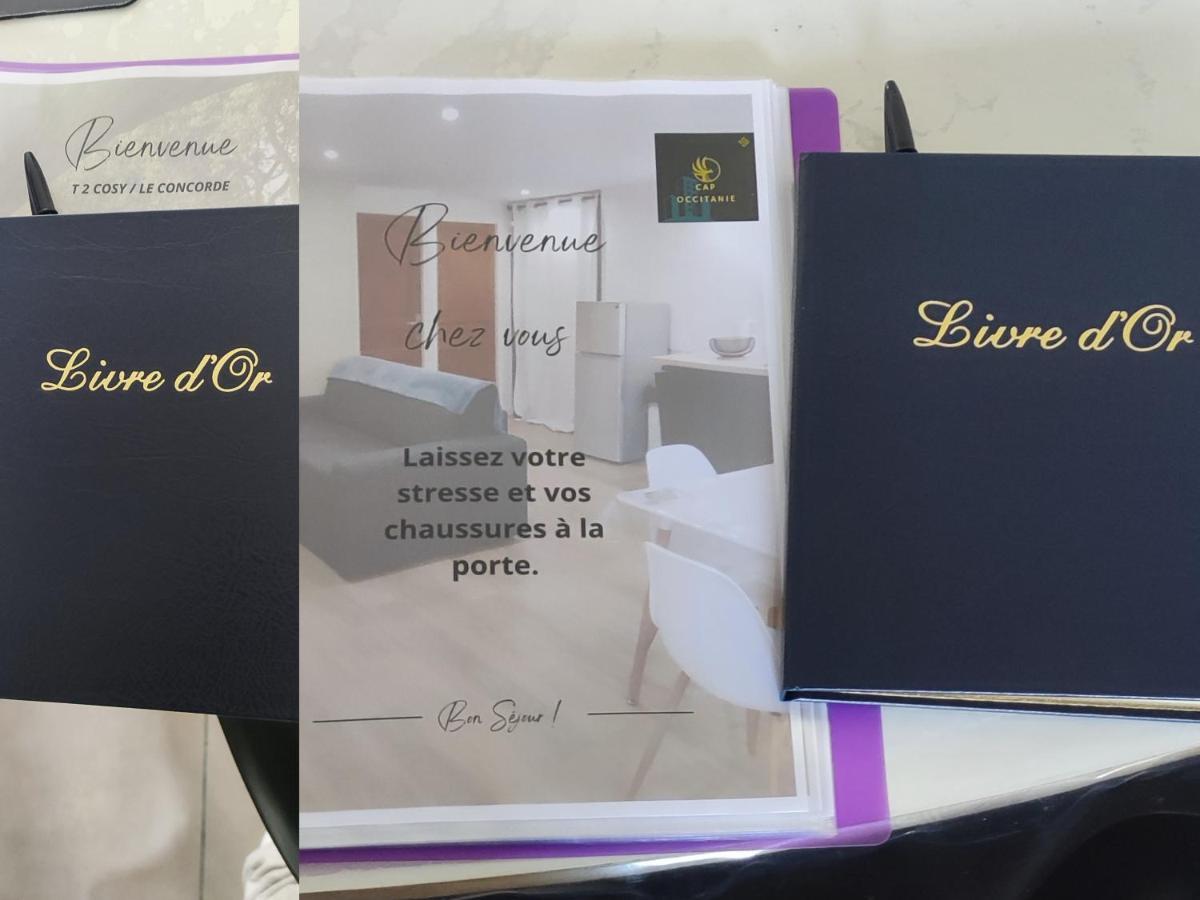 Bienvenue
T 2 COSY / LE CONCORDE
Livre d'Or
CAP
OCCITANIE
Bienvenue
chez vous
Laissez votre
stresse et vos
chaussures à la
porte.
Bon Séjour !
Livre d'Or